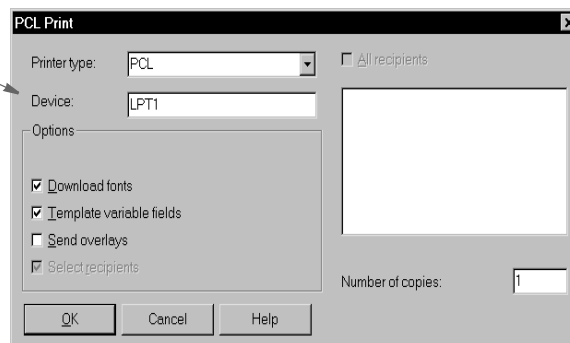 PCL Print
Printer type:
PCL
All recipients
Device:
LPT1
Options
Download fonts
Template variable fields
Send overlays
Select recipients
Number of copies:
1
OK
Cancel
Help